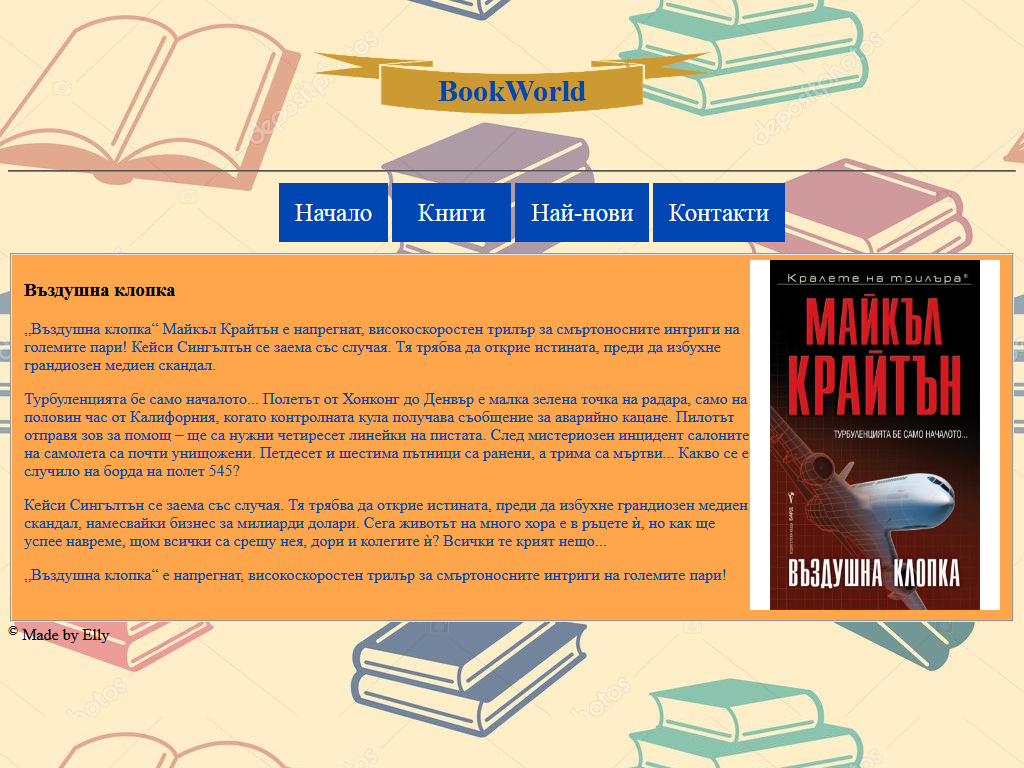 BookWorld
Начало
Книги
Най-нови
Контакти
Въздушна клопка
„Въздушна клопка“ Майкъл Крайтън е напрегнат, високоскоростен трилър за смъртоносните интриги на
големите пари! Кейси Сингълтън се заема със случая. Тя трябва да открие истината, преди да избухне
грандиозен медиен скандал.
Турбуленцията бе само началото... Полетът от Хонконг до Денвър е малка зелена точка на радара, само на
половин час от Калифорния, когато контролната кула получава съобщение за аварийно кацане. Пилотът
отправя зов за помощ – ще са нужни четиресет линейки на пистата. След мистериозен инцидент салоните
на самолета са почти унищожени. Петдесет и шестима пътници са ранени, а трима са мъртви... Какво се е
случило на борда на полет 545?
Кейси Сингълтън се заема със случая. Тя трябва да открие истината, преди да избухне грандиозен медиен
скандал, намесвайки бизнес за милиарди долари. Сега животът на много хора е в ръцете ѝ, но как ще
успее навреме, щом всички са срещу нея, дори и колегите ѝ? Всички те крият нещо...
„Въздушна клопка“ е напрегнат, високоскоростен трилър за смъртоносните интриги на големите пари!
Кралете на трилъра®
МАЙКЪЛ
КРАЙТЪН
ТУРБУЛЕНЦИЯТА БЕ САМО НАЧАЛОТО...
ВЪЗДУШНА КЛОПКА
© Made by Elly
depositphotos
depositphotos